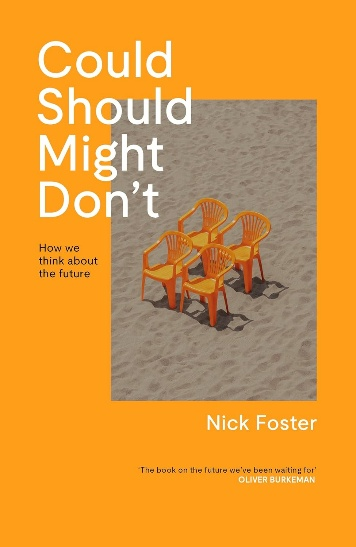 Could
Should
Might
Don’t
How we
think about
the future
Nick Foster
‘The book on the future we’ve been waiting for’
OLIVER BURKEMAN